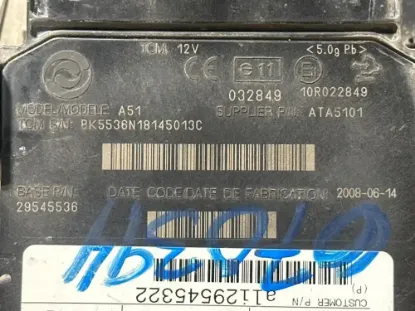 TCM 12V <5.0g Pb>
e11
032849 10R022849
MODEL/MODELE: A51 SUPPLIER P/N: ATA5101
TCM S/N: BK5536N18145013C
BASE P/N: DATE CODE/DATE DE FABRICATION: 2008-06-14
29545536
(P)
CUSTOMER P/N
a1129545322